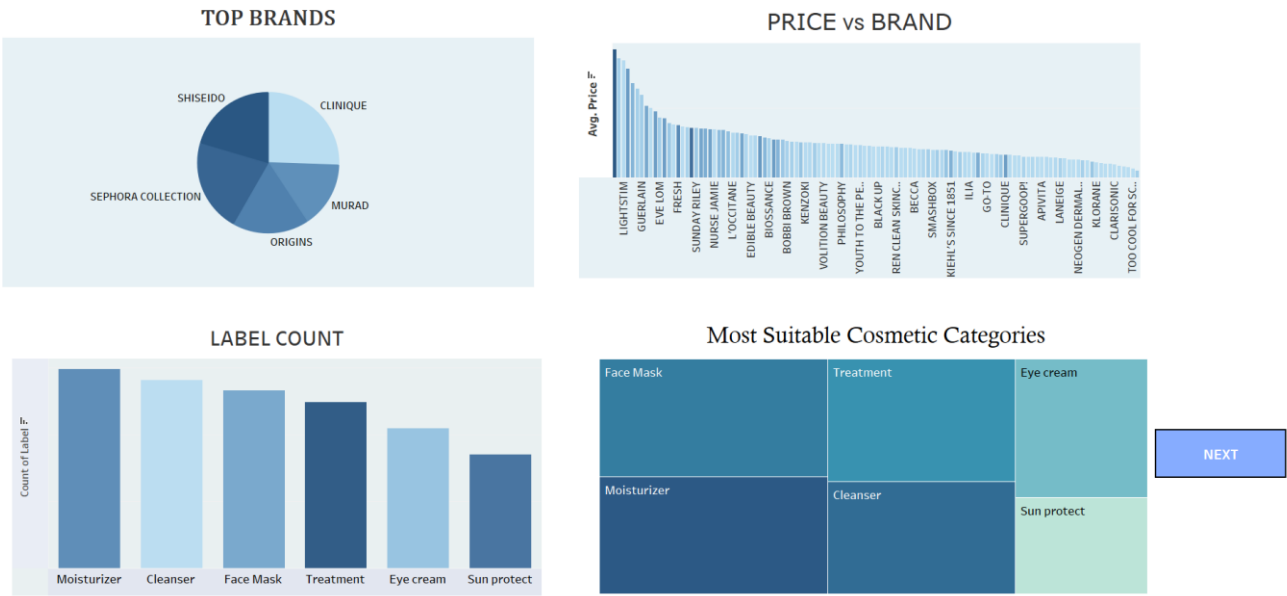 TOP BRANDS
SHISEIDO
CLINIQUE
SEPHORA COLLECTION
MURAD
ORIGINS
PRICE vs BRAND
Avg. Price
LIGHTSTIM
GUERLAIN
EVE LOM
FRESH
SUNDAY RILEY
NURSE JAMIE
L'OCCITANE
EDIBLE BEAUTY
BIOSSANCE
BOBBI BROWN
KENZOKI
VOLITION BEAUTY
PHILOSOPHY
YOUTH TO THE PE..
BLACK UP
REN CLEAN SKINC..
BECCA
SMASHBOX
KIEHL'S SINCE 1851
ILIA
GO-TO
CLINIQUE
SUPERGOOP!
APIVITA
LANEIGE
NEOGEN DERMAL..
KLORANE
CLARISONIC
TOO COOL FOR SC..
LABEL COUNT
Count of Label
Moisturizer
Cleanser
Face Mask
Treatment
Eye cream
Sun protect
Most Suitable Cosmetic Categories
Face Mask
Treatment
Eye cream
Moisturizer
Cleanser
Sun protect
NEXT